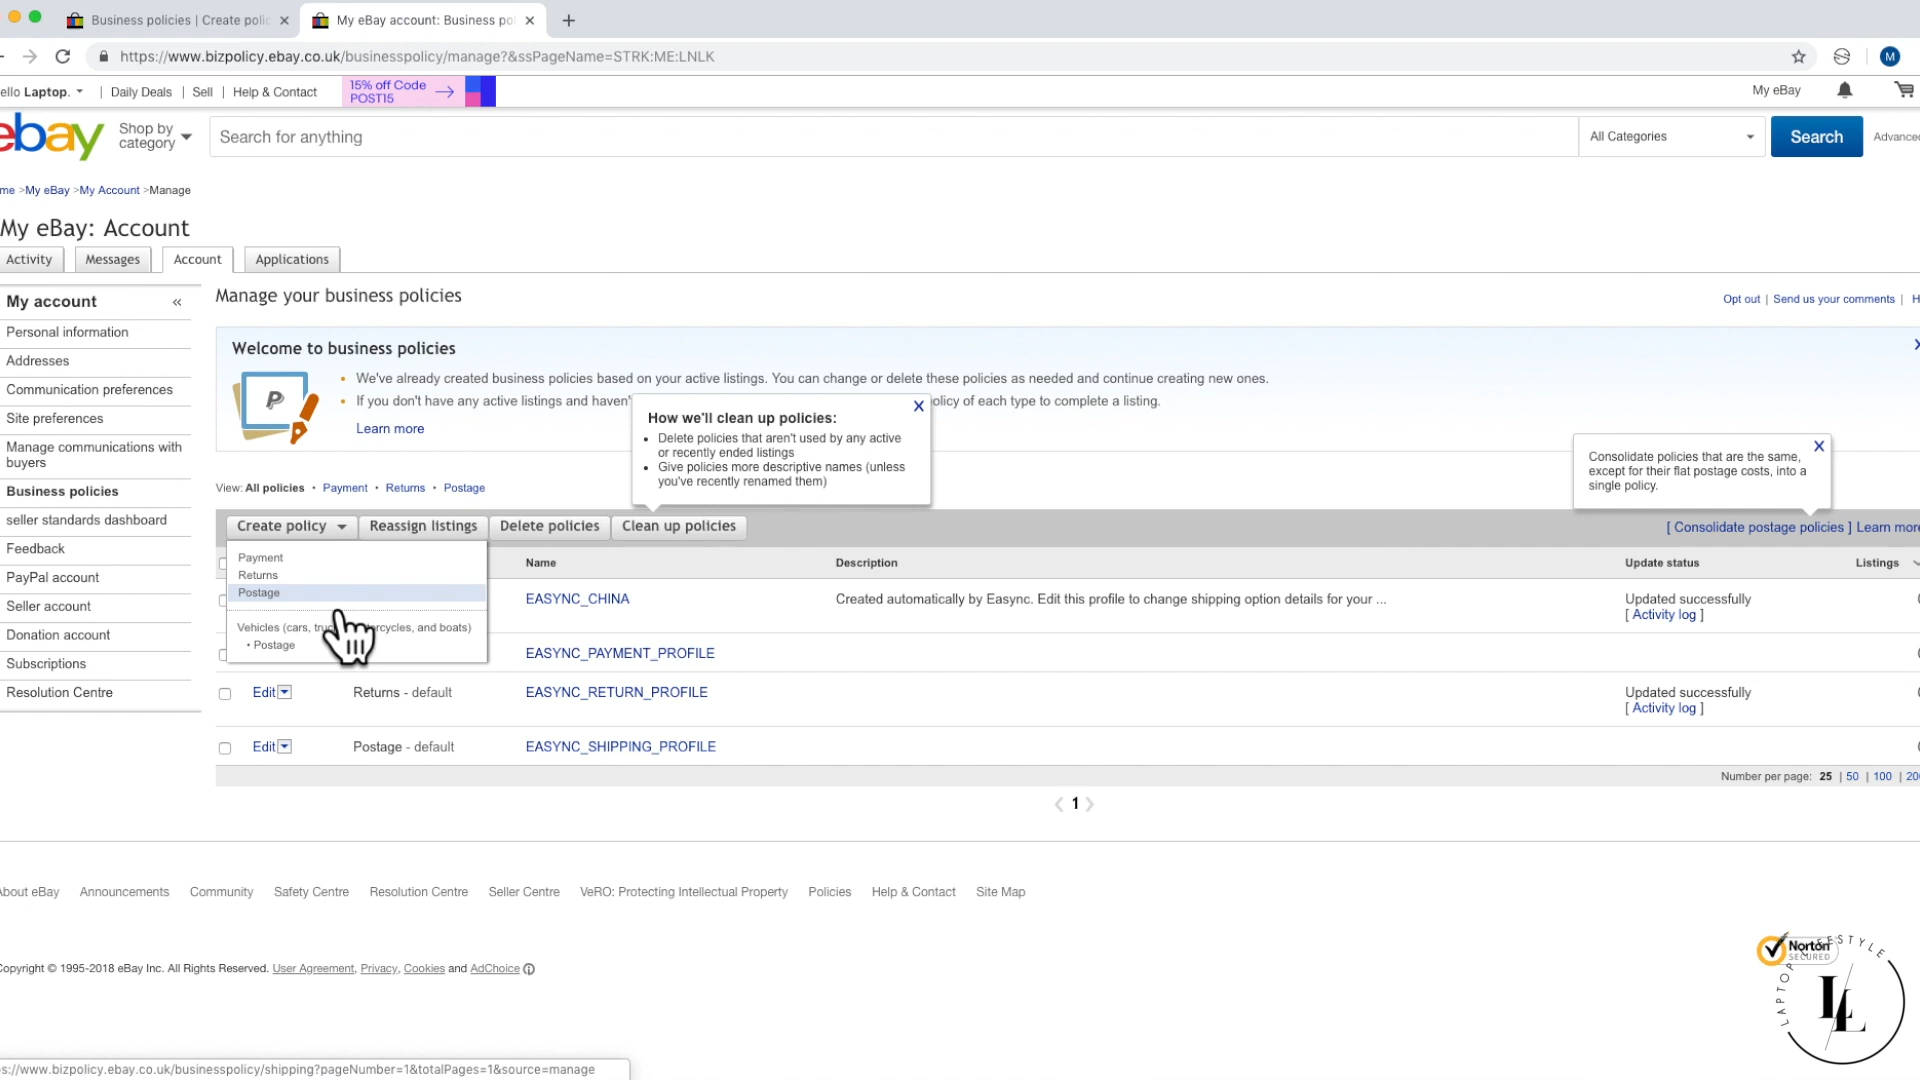 Business policies | Create polic
My eBay account: Business po
https://www.bizpolicy.ebay.co.uk/businesspolicy/manage?&ssPageName=STRK:ME:LNLK
M
ello Laptop. | Daily Deals | Sell | Help & Contact
15% off Code
POST15
My eBay
ebay
Shop by
category
Search for anything
All Categories
Search
Advanced
me >My eBay >My Account >Manage
My eBay: Account
Activity
Messages
Account
Applications
My account «
Personal information
Addresses
Communication preferences
Site preferences
Manage communications with
buyers
Business policies
seller standards dashboard
Feedback
PayPal account
Seller account
Donation account
Subscriptions
Resolution Centre
Manage your business policies
Opt out | Send us your comments | H
Welcome to business policies
P
• We've already created business policies based on your active listings. You can change or delete these policies as needed and continue creating new ones.
• If you don't have any active listings and haven' olicy of each type to complete a listing.
Learn more
How we'll clean up policies: X
• Delete policies that aren't used by any active
or recently ended listings
• Give policies more descriptive names (unless
you've recently renamed them)
Consolidate policies that are the same, X
except for their flat postage costs, into a
single policy.
View: All policies • Payment • Returns • Postage
Create policy
Reassign listings
Delete policies
Clean up policies
[ Consolidate postage policies ] Learn more
Payment
Returns
Postage
Vehicles (cars, truc rcycles, and boats)
• Postage
Name Description Update status Listings
EASYNC_CHINA Created automatically by Easync. Edit this profile to change shipping option details for your ... Updated successfully
[ Activity log ]
EASYNC_PAYMENT_PROFILE
Edit Returns - default EASYNC_RETURN_PROFILE Updated successfully
[ Activity log ]
Edit Postage - default EASYNC_SHIPPING_PROFILE
Number per page: 25 | 50 | 100 | 20
1
About eBay Announcements Community Safety Centre Resolution Centre Seller Centre VeRO: Protecting Intellectual Property Policies Help & Contact Site Map
Copyright © 1995-2018 eBay Inc. All Rights Reserved. User Agreement, Privacy, Cookies and AdChoice
Norton
SECURED
LAPTOP LIFESTYLE
LL
s://www.bizpolicy.ebay.co.uk/businesspolicy/shipping?pageNumber=1&totalPages=1&source=manage